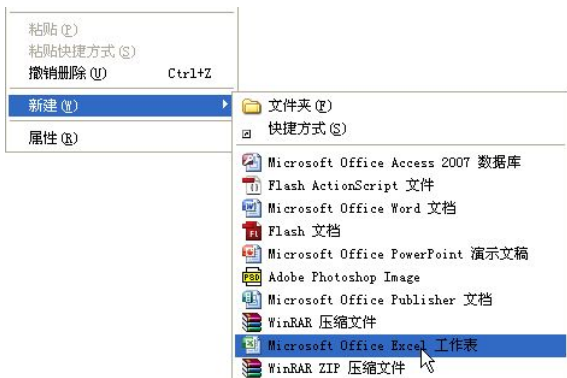 粘贴(P)
粘贴快捷方式(S)
撤销删除(U) Ctrl+Z
新建(W)
属性(R)
文件夹(F)
快捷方式(S)
Microsoft Office Access 2007 数据库
Flash ActionScript 文件
Microsoft Office Word 文档
Flash 文档
Microsoft Office PowerPoint 演示文稿
Adobe Photoshop Image
Microsoft Office Publisher 文档
WinRAR 压缩文件
Microsoft Office Excel 工作表
WinRAR ZIP 压缩文件